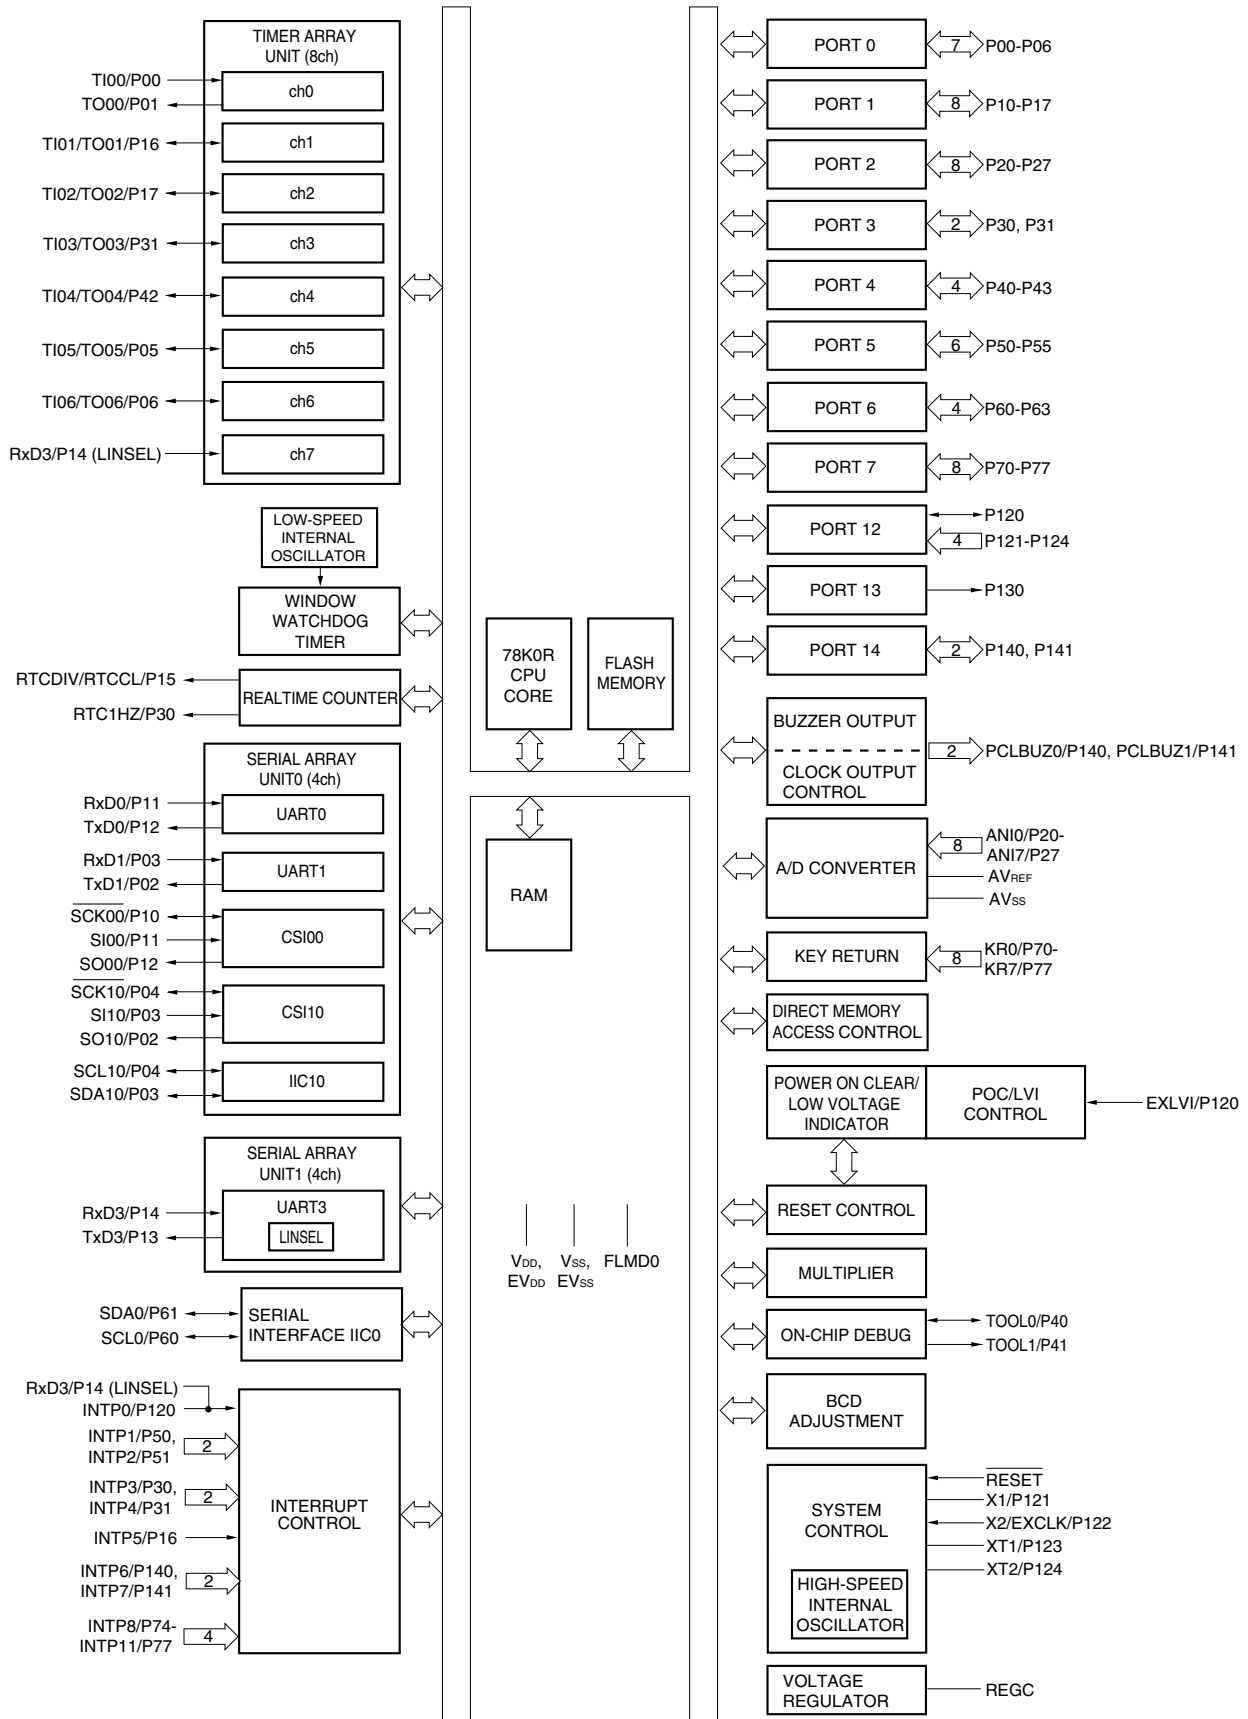 TIMER ARRAY
UNIT (8ch)
TI00/P00
TO00/P01
ch0
TI01/TO01/P16
ch1
TI02/TO02/P17
ch2
TI03/TO03/P31
ch3
TI04/TO04/P42
ch4
TI05/TO05/P05
ch5
TI06/TO06/P06
ch6
RxD3/P14 (LINSEL)
ch7
LOW-SPEED
INTERNAL
OSCILLATOR
WINDOW
WATCHDOG
TIMER
RTCDIV/RTCCL/P15
RTC1HZ/P30
REALTIME COUNTER
SERIAL ARRAY
UNIT0 (4ch)
RxD0/P11
TxD0/P12
UART0
RxD1/P03
TxD1/P02
UART1
SCK00/P10
SI00/P11
SO00/P12
CSI00
SCK10/P04
SI10/P03
SO10/P02
CSI10
SCL10/P04
SDA10/P03
IIC10
SERIAL ARRAY
UNIT1 (4ch)
RxD3/P14
TxD3/P13
UART3
LINSEL
SDA0/P61
SCL0/P60
SERIAL
INTERFACE IIC0
RxD3/P14 (LINSEL)
INTP0/P120
INTP1/P50,
INTP2/P51
2
INTP3/P30,
INTP4/P31
2
INTP5/P16
INTP6/P140,
INTP7/P141
2
INTP8/P74-
INTP11/P77
4
INTERRUPT
CONTROL
78K0R
CPU
CORE
FLASH
MEMORY
RAM
VDD,
EVDD
VSS,
EVSS
FLMD0
PORT 0
7
P00-P06
PORT 1
8
P10-P17
PORT 2
8
P20-P27
PORT 3
2
P30, P31
PORT 4
4
P40-P43
PORT 5
6
P50-P55
PORT 6
4
P60-P63
PORT 7
8
P70-P77
PORT 12
P120
4
P121-P124
PORT 13
P130
PORT 14
2
P140, P141
BUZZER OUTPUT
CLOCK OUTPUT
CONTROL
2
PCLBUZ0/P140, PCLBUZ1/P141
A/D CONVERTER
8
ANI0/P20-
ANI7/P27
AVREF
AVSS
KEY RETURN
8
KR0/P70-
KR7/P77
DIRECT MEMORY
ACCESS CONTROL
POWER ON CLEAR/
LOW VOLTAGE
INDICATOR
POC/LVI
CONTROL
EXLVI/P120
RESET CONTROL
MULTIPLIER
ON-CHIP DEBUG
TOOL0/P40
TOOL1/P41
BCD
ADJUSTMENT
SYSTEM
CONTROL
HIGH-SPEED
INTERNAL
OSCILLATOR
RESET
X1/P121
X2/EXCLK/P122
XT1/P123
XT2/P124
VOLTAGE
REGULATOR
REGC